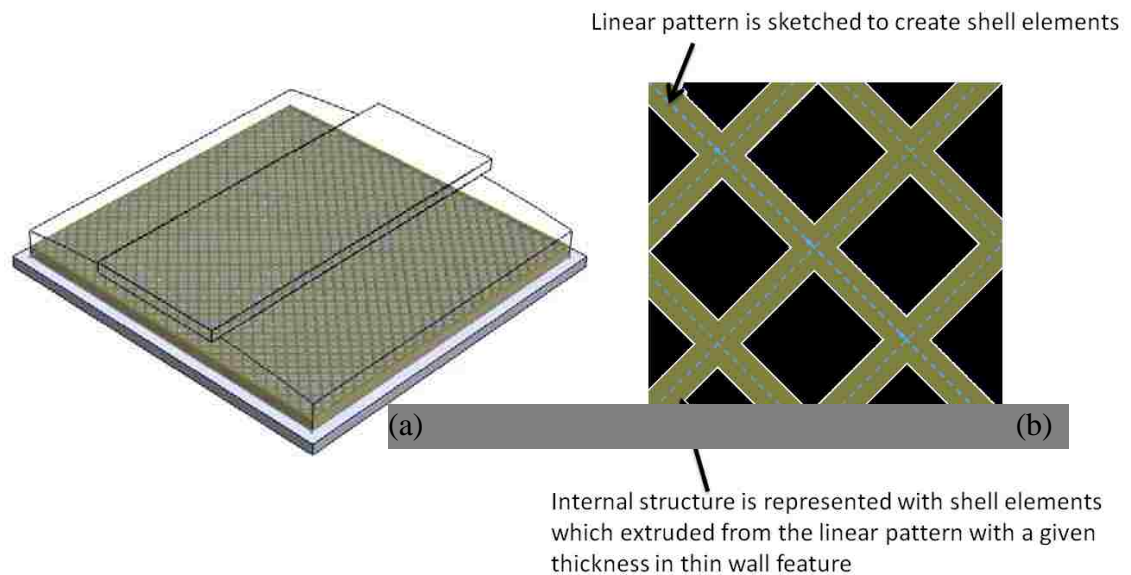 Linear pattern is sketched to create shell elements
(a)
(b)
Internal structure is represented with shell elements
which extruded from the linear pattern with a given
thickness in thin wall feature